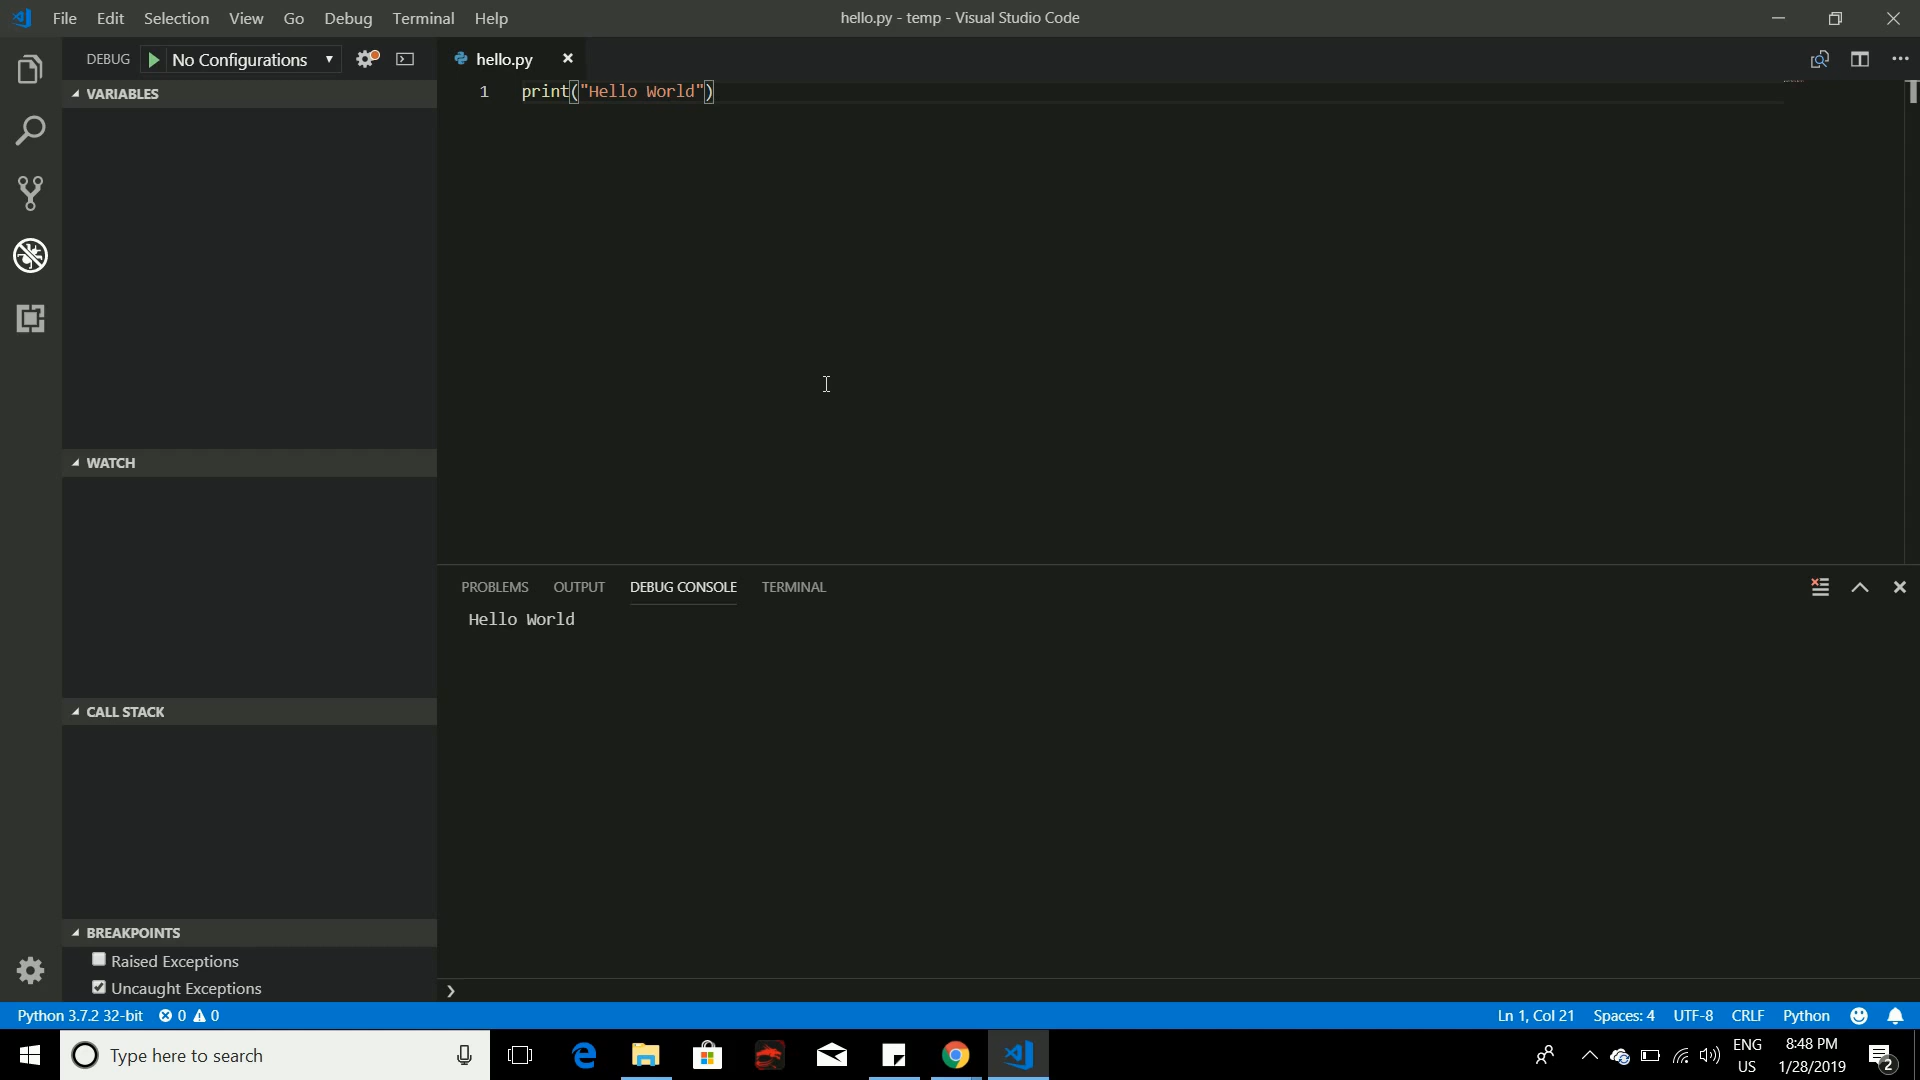 File Edit Selection View Go Debug Terminal Help
hello.py - temp - Visual Studio Code
DEBUG No Configurations
hello.py
VARIABLES
1 print("Hello World")
WATCH
PROBLEMS OUTPUT DEBUG CONSOLE TERMINAL
Hello World
CALL STACK
BREAKPOINTS
Raised Exceptions
Uncaught Exceptions
Python 3.7.2 32-bit 0 0
Ln 1, Col 21 Spaces: 4 UTF-8 CRLF Python
Type here to search
ENG
US
8:48 PM
1/28/2019
2